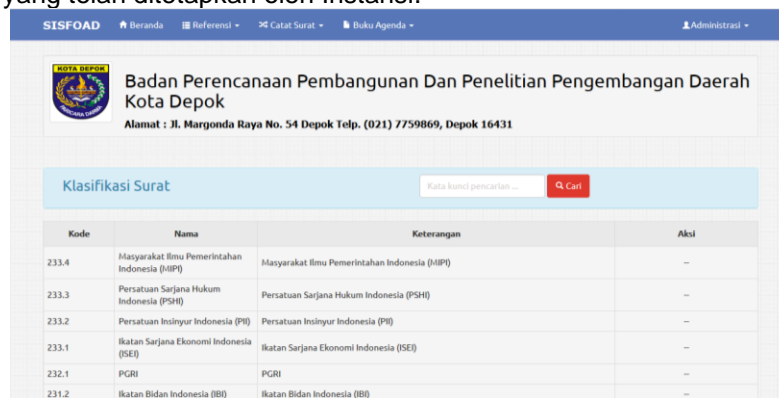 yang telah ditetapkan oleh Instansi.
SISFOAD Beranda Referensi Catat Surat Buku Agenda Administrasi
KOTA DEPOK
Badan Perencanaan Pembangunan Dan Penelitian Pengembangan Daerah
Kota Depok
Alamat : Jl. Margonda Raya No. 54 Depok Telp. (021) 7759869, Depok 16431
Klasifikasi Surat Kata kunci pencarian ... Cari
Kode Nama Keterangan Aksi
233.4 Masyarakat Ilmu Pemerintahan Indonesia (MIPI) Masyarakat Ilmu Pemerintahan Indonesia (MIPI) --
233.3 Persatuan Sarjana Hukum Indonesia (PSHI) Persatuan Sarjana Hukum Indonesia (PSHI) --
233.2 Persatuan Insinyur Indonesia (PII) Persatuan Insinyur Indonesia (PII) --
233.1 Ikatan Sarjana Ekonomi Indonesia (ISEI) Ikatan Sarjana Ekonomi Indonesia (ISEI) --
232.1 PGRI PGRI --
231.2 Ikatan Bidan Indonesia (IBI) Ikatan Bidan Indonesia (IBI) --